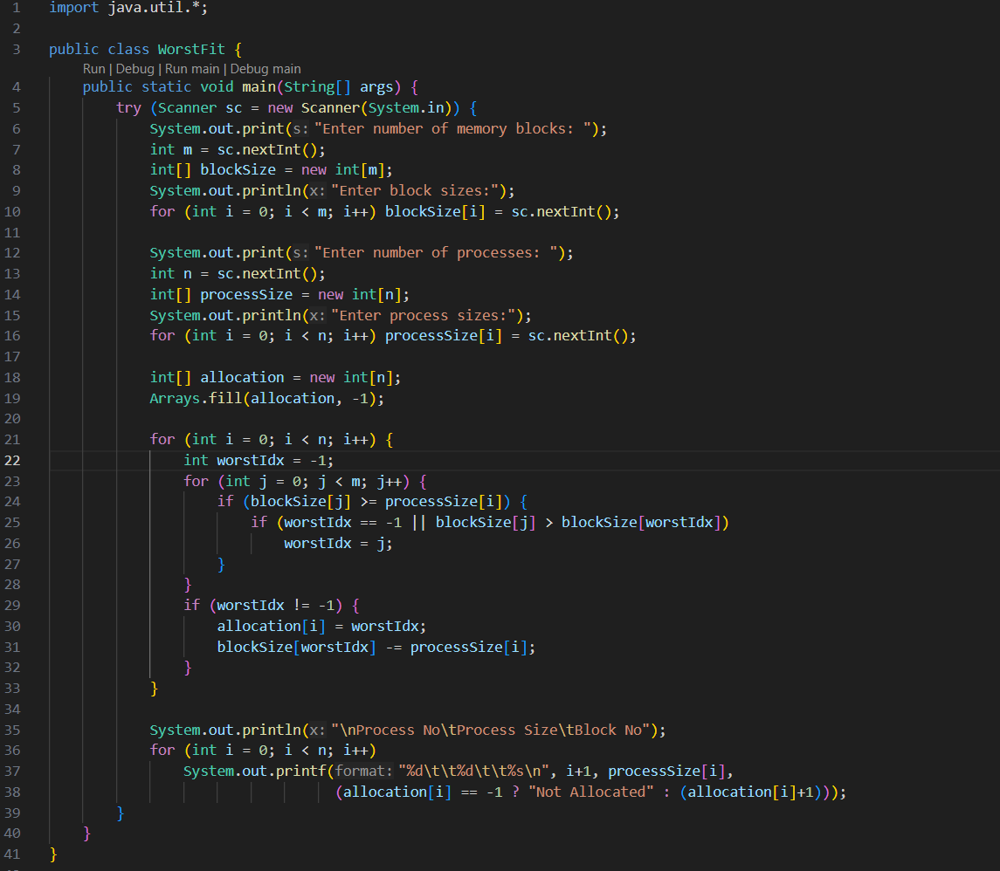 1 import java.util.*;
2
3 public class WorstFit {
Run | Debug | Run main | Debug main
4 public static void main(String[] args) {
5 try (Scanner sc = new Scanner(System.in)) {
6 System.out.print(s: "Enter number of memory blocks: ");
7 int m = sc.nextInt();
8 int[] blockSize = new int[m];
9 System.out.println(x: "Enter block sizes:");
10 for (int i = 0; i < m; i++) blockSize[i] = sc.nextInt();
11
12 System.out.print(s: "Enter number of processes: ");
13 int n = sc.nextInt();
14 int[] processSize = new int[n];
15 System.out.println(x: "Enter process sizes:");
16 for (int i = 0; i < n; i++) processSize[i] = sc.nextInt();
17
18 int[] allocation = new int[n];
19 Arrays.fill(allocation, -1);
20
21 for (int i = 0; i < n; i++) {
22 int worstIdx = -1;
23 for (int j = 0; j < m; j++) {
24 if (blockSize[j] >= processSize[i]) {
25 if (worstIdx == -1 || blockSize[j] > blockSize[worstIdx])
26 worstIdx = j;
27 }
28 }
29 if (worstIdx != -1) {
30 allocation[i] = worstIdx;
31 blockSize[worstIdx] -= processSize[i];
32 }
33 }
34
35 System.out.println(x: "\nProcess No\tProcess Size\tBlock No");
36 for (int i = 0; i < n; i++)
37 System.out.printf(format: "%d\t\t%d\t\t%s\n", i+1, processSize[i],
38 (allocation[i] == -1 ? "Not Allocated" : (allocation[i]+1)));
39 }
40 }
41 }